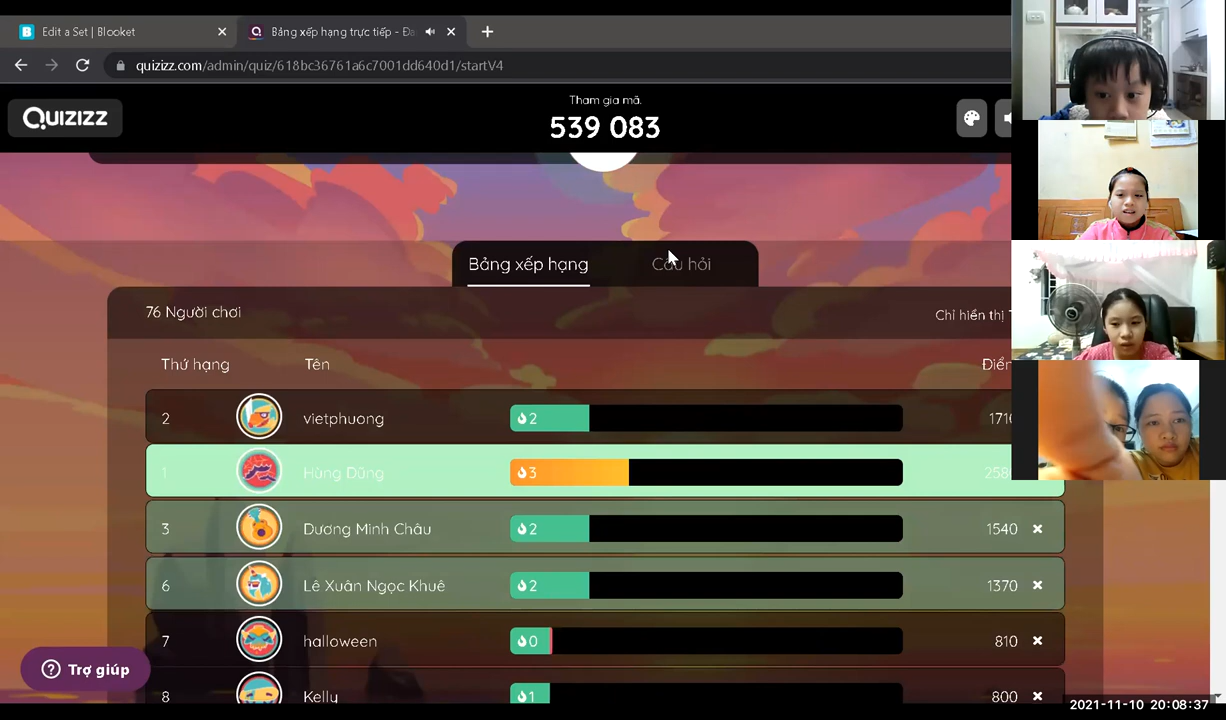 Edit a Set | Blooket
Bảng xếp hạng trực tiếp - Đa
quizizz.com/admin/quiz/618bc36761a6c7001dd640d1/startV4
QUIZIZZ
Tham gia mã.
539 083
Bảng xếp hạng
Câu hỏi
76 Người chơi
Chỉ hiển thị
Thứ hạng
Tên
Điểm
2 vietphuong 2
1 Hùng Dũng 3
3 Dương Minh Châu 2 1540
6 Lê Xuân Ngọc Khuê 2 1370
7 halloween 0 810
8 Kelly 1 800
Trợ giúp
2021-11-10 20:08:37